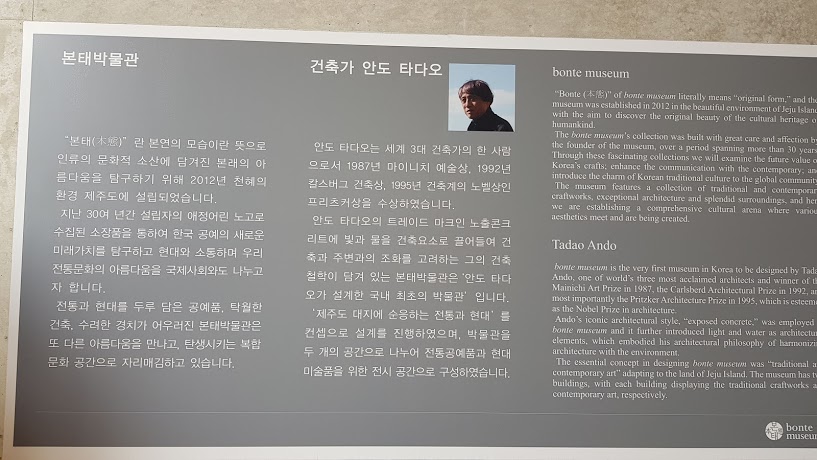 본태박물관
“본태(本態)”란 본연의 모습이란 뜻으로
인류의 문화적 소산에 담겨진 본래의 아
름다움을 탐구하기 위해 2012년 천혜의
환경 제주도에 설립되었습니다.
지난 30여 년간 설립자의 애정어린 노고로
수집된 소장품을 통하여 한국 공예의 새로운
미래가치를 탐구하고 현대와 소통하며 우리
전통문화의 아름다움을 국제사회와도 나누고
자 합니다.
전통과 현대를 두루 담은 공예품, 탁월한
건축, 수려한 경치가 어우러진 본태박물관은
또 다른 아름다움을 만나고, 탄생시키는 복합
문화 공간으로 자리매김하고 있습니다.
건축가 안도 타다오
안도 타다오는 세계 3대 건축가의 한 사람
으로서 1987년 마이니치 예술상, 1992년
칼스버그 건축상, 1995년 건축계의 노벨상인
프리츠커상을 수상하였습니다.
안도 타다오의 트레이드 마크인 노출콘크
리트에 빛과 물을 건축요소로 끌어들여 건
축과 주변과의 조화를 고려하는 그의 건축
철학이 담겨 있는 본태박물관은 ‘안도 타다
오가 설계한 국내 최초의 박물관’ 입니다.
‘제주도 대지에 순응하는 전통과 현대’를
컨셉으로 설계를 진행하였으며, 박물관을
두 개의 공간으로 나누어 전통공예품과 현대
미술품을 위한 전시 공간으로 구성하였습니다.
bonte museum
“Bonte (本態)” of bonte museum literally means “original form,” and the
museum was established in 2012 in the beautiful environment of Jeju Island
with the aim to discover the original beauty of the cultural heritage of
humankind.
The bonte museum’s collection was built with great care and affection by
the founder of the museum, over a period spanning more than 30 years.
Through these fascinating collections we will examine the future value of
Korea’s crafts; enhance the communication with the contemporary; and
introduce the charm of Korean traditional culture to the global community.
The museum features a collection of traditional and contemporary
craftworks, exceptional architecture and splendid surroundings, and here
we are establishing a comprehensive cultural arena where various
aesthetics meet and are being created.
Tadao Ando
bonte museum is the very first museum in Korea to be designed by Tadao
Ando, one of world’s three most acclaimed architects and winner of the
Mainichi Art Prize in 1987, the Carlsberd Architectural Prize in 1992, and
most importantly the Pritzker Architecture Prize in 1995, which is esteemed
as the Nobel Prize in architecture.
Ando’s iconic architectural style, “exposed concrete,” was employed
bonte museum and it further introduced light and water as architectural
elements, which embodied his architectural philosophy of harmonizing
architecture with the environment.
The essential concept in designing bonte museum was “traditional and
contemporary art” adapting to the land of Jeju Island. The museum has two
buildings, with each building displaying the traditional craftworks and
contemporary art, respectively.
bonte
museum